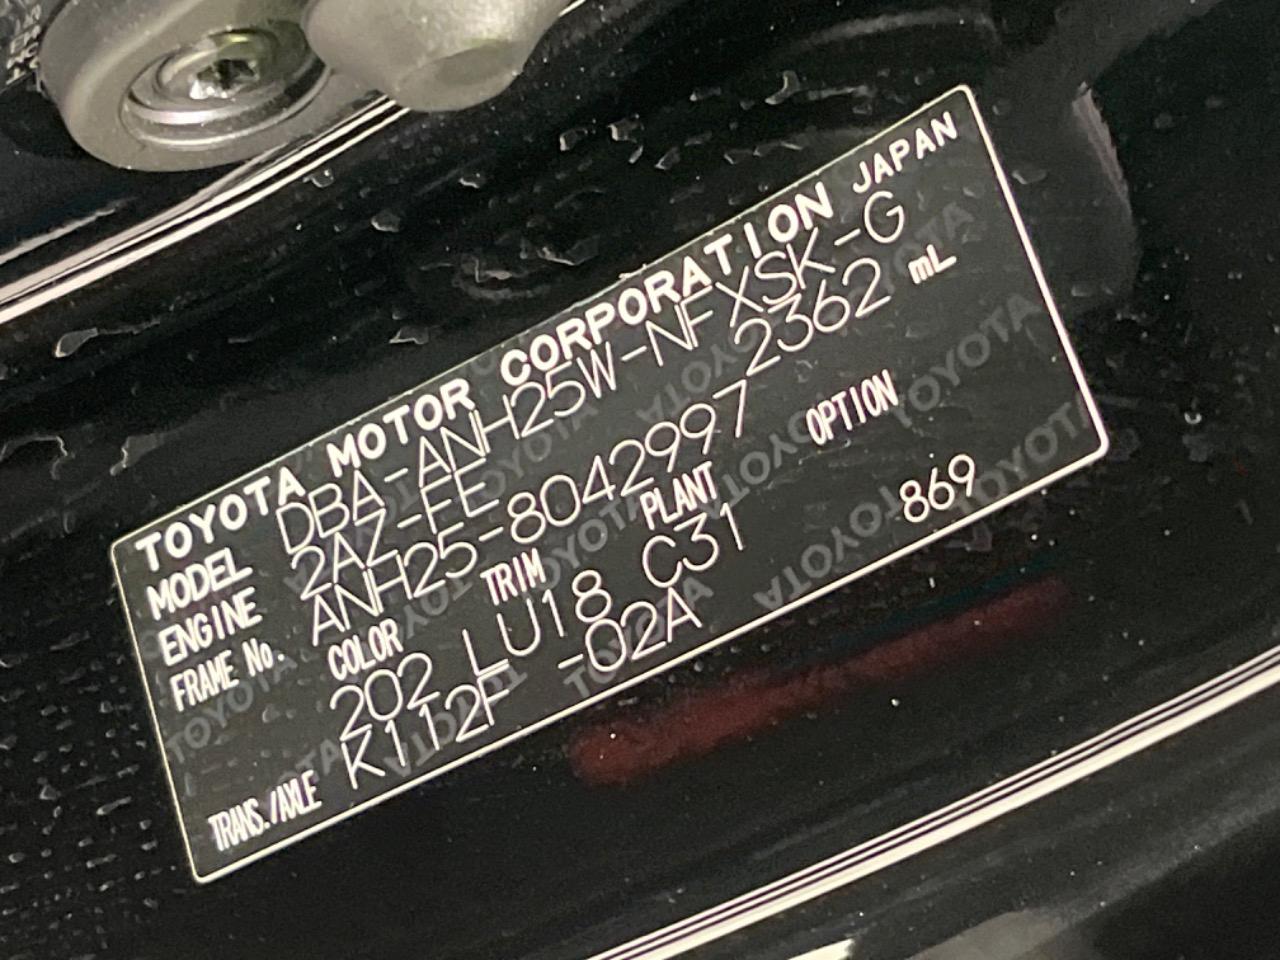 TOYOTA MOTOR CORPORATION JAPAN
MODEL DBA-ANH25W-NFXSK-G
ENGINE 2AZ-FE 2362 mL
FRAME No. ANH25-8042997
COLOR TRIM PLANT OPTION
202 LU18 C31 869
TRANS./AXLE K112F -02A